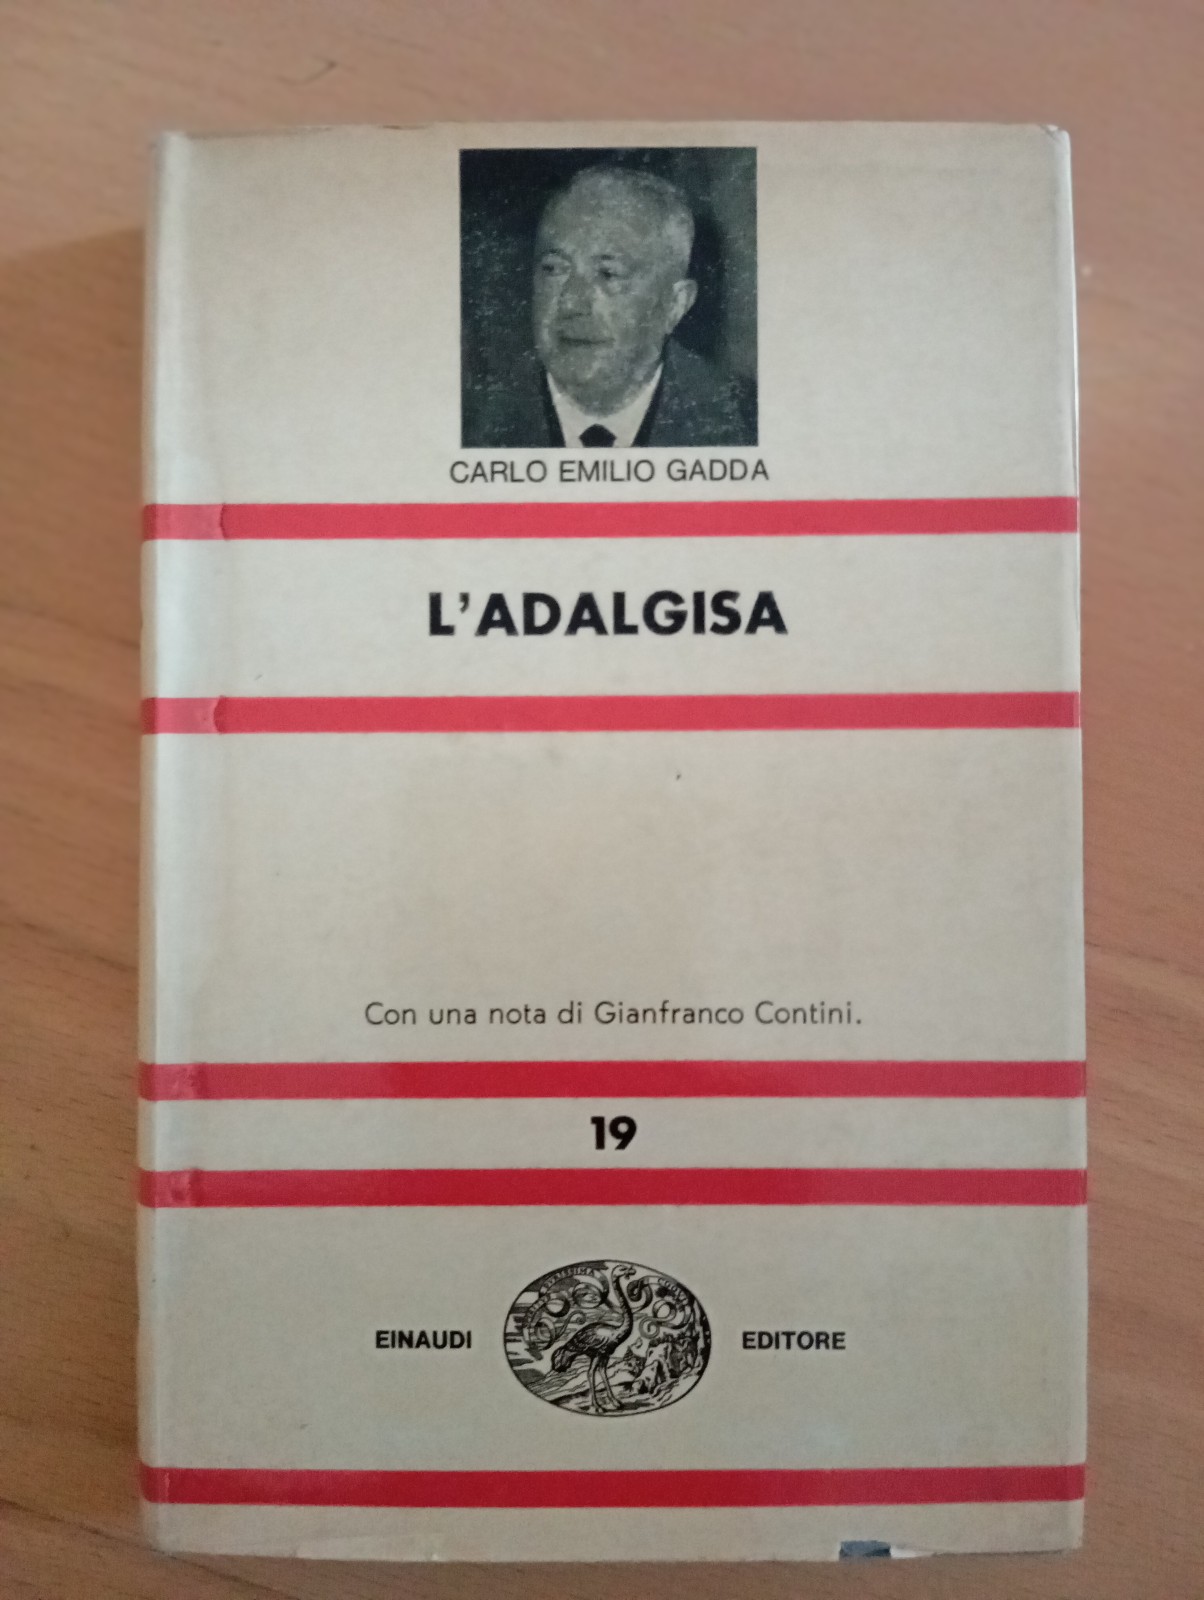 CARLO EMILIO GADDA
L'ADALGISA
Con una nota di Gianfranco Contini.
19
EINAUDI EDITORE